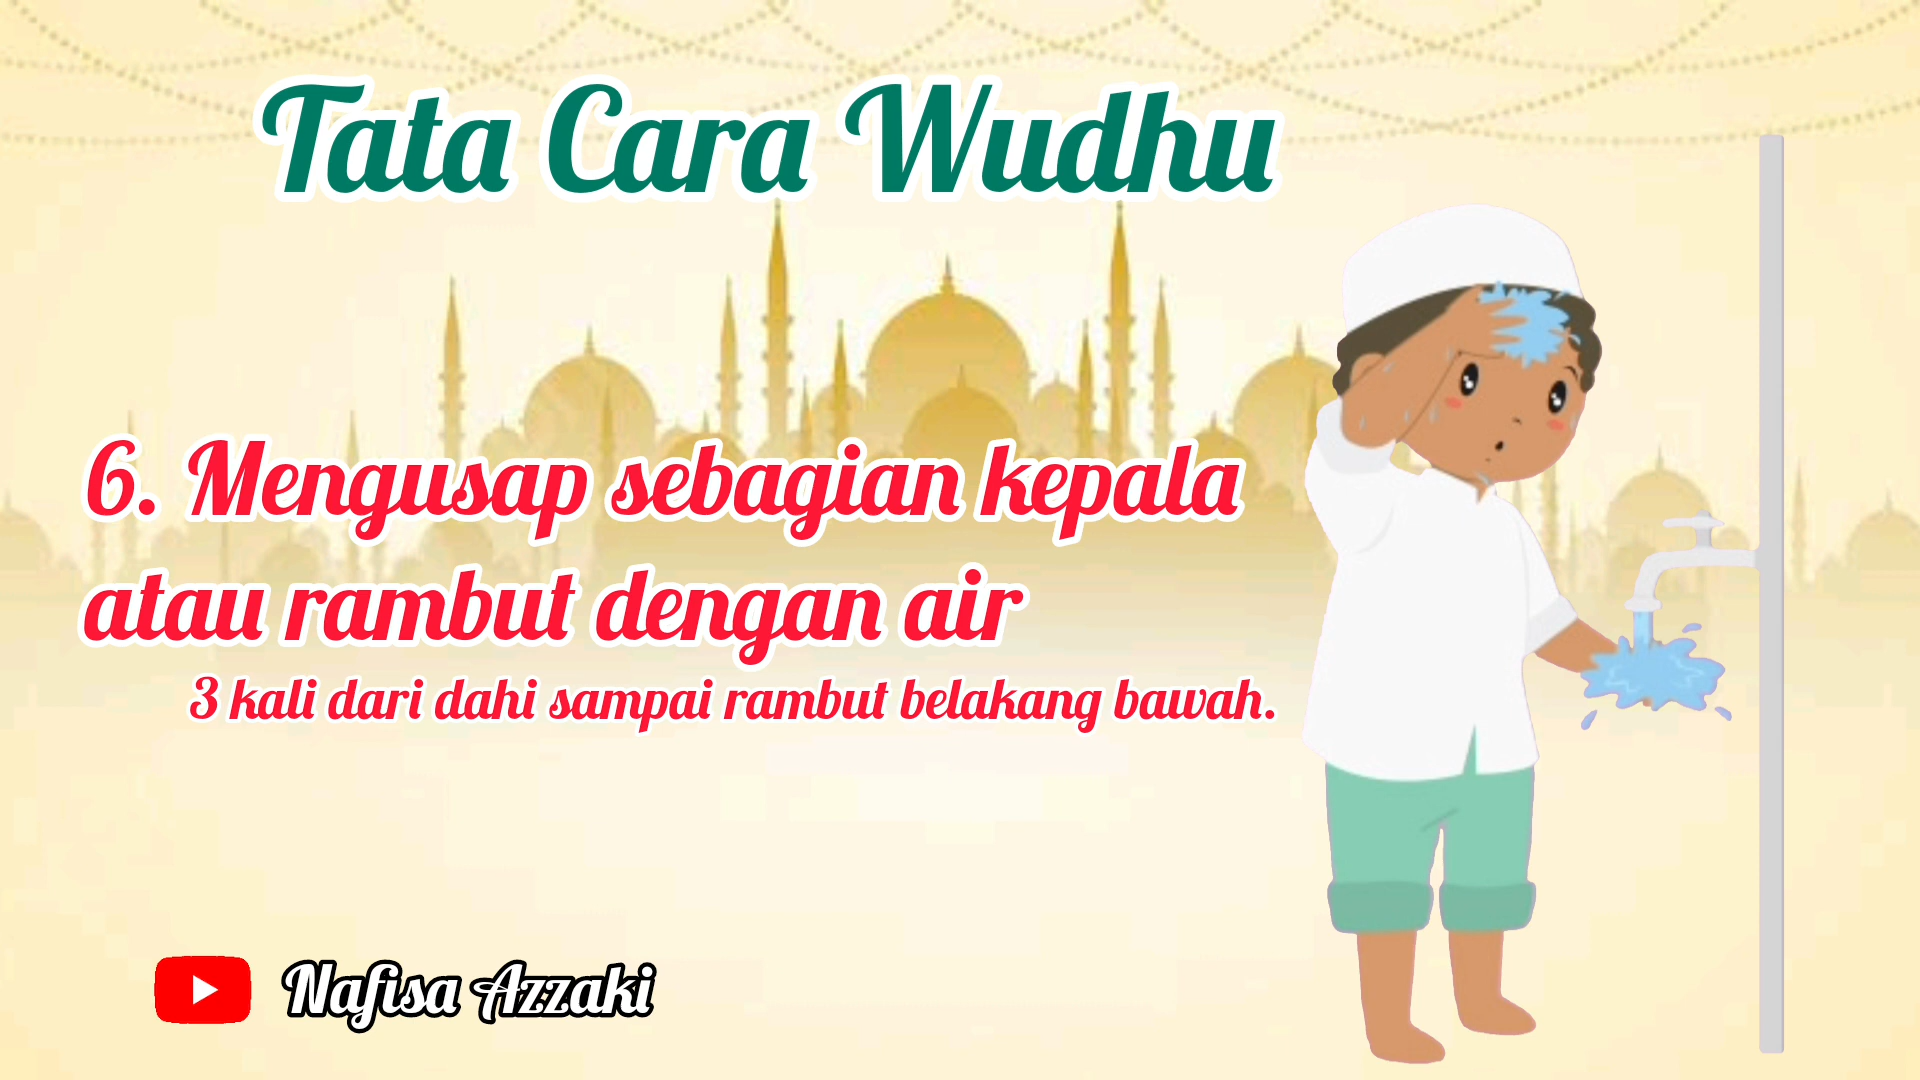 Tata Cara Wudhu
6. Mengusap sebagian kepala
atau rambut dengan air
3 kali dari dahi sampai rambut belakang bawah.
Nafisa Azzaki